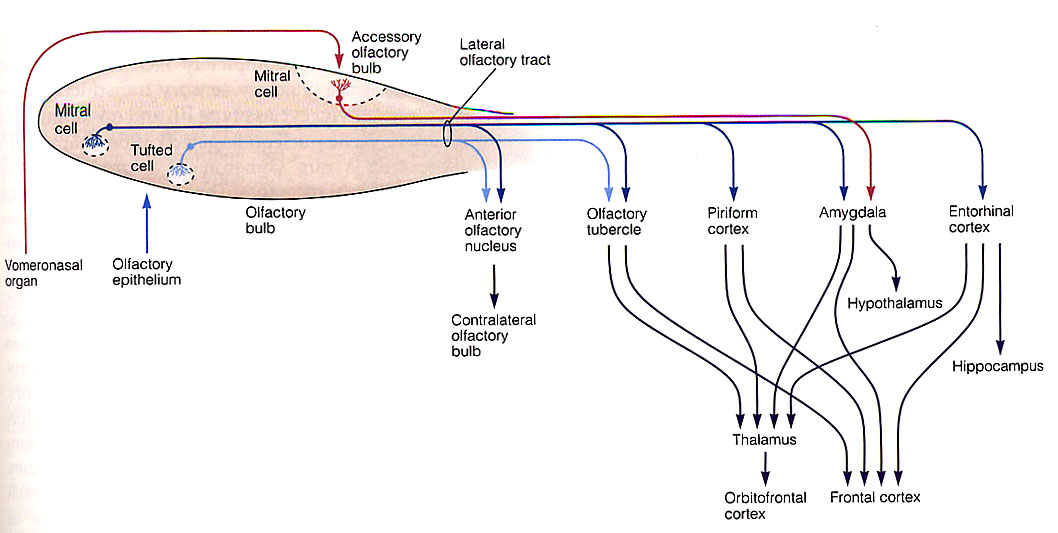 Accessory
olfactory
bulb
Lateral
olfactory tract
Mitral
cell
Mitral
cell
Tufted
cell
Olfactory
bulb
Vomeronasal
organ
Olfactory
epithelium
Anterior
olfactory
nucleus
Olfactory
tubercle
Piriform
cortex
Amygdala
Entorhinal
cortex
Contralateral
olfactory
bulb
Hypothalamus
Hippocampus
Thalamus
Orbitofrontal
cortex
Frontal cortex